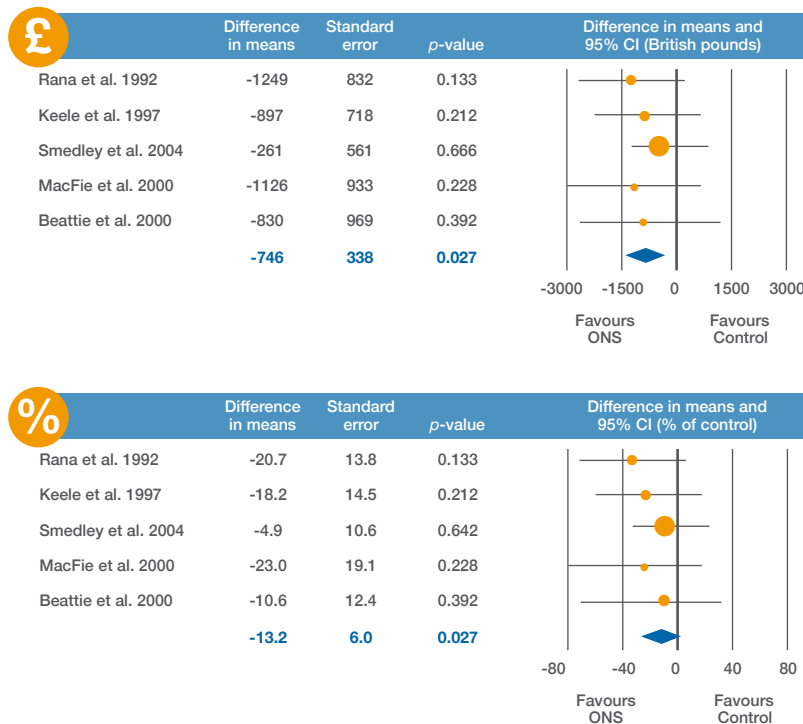 £
Difference in means Standard error p-value Difference in means and 95% CI (British pounds)
Rana et al. 1992 -1249 832 0.133
Keele et al. 1997 -897 718 0.212
Smedley et al. 2004 -261 561 0.666
MacFie et al. 2000 -1126 933 0.228
Beattie et al. 2000 -830 969 0.392
-746 338 0.027
-3000 -1500 0 1500 3000
Favours ONS Favours Control
%
Difference in means Standard error p-value Difference in means and 95% CI (% of control)
Rana et al. 1992 -20.7 13.8 0.133
Keele et al. 1997 -18.2 14.5 0.212
Smedley et al. 2004 -4.9 10.6 0.642
MacFie et al. 2000 -23.0 19.1 0.228
Beattie et al. 2000 -10.6 12.4 0.392
-13.2 6.0 0.027
-80 -40 0 40 80
Favours ONS Favours Control